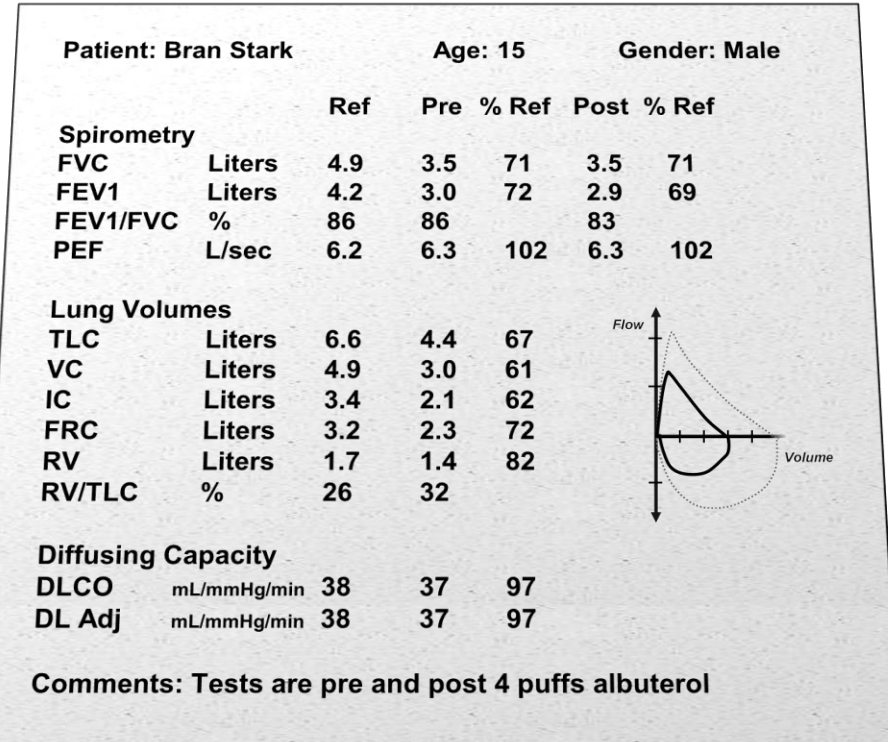 Patient: Bran Stark Age: 15 Gender: Male
Ref Pre % Ref Post % Ref
Spirometry
FVC Liters 4.9 3.5 71 3.5 71
FEV1 Liters 4.2 3.0 72 2.9 69
FEV1/FVC % 86 86 83
PEF L/sec 6.2 6.3 102 6.3 102
Lung Volumes
TLC Liters 6.6 4.4 67
VC Liters 4.9 3.0 61
IC Liters 3.4 2.1 62
FRC Liters 3.2 2.3 72
RV Liters 1.7 1.4 82
RV/TLC % 26 32
Flow
Volume
Diffusing Capacity
DLCO mL/mmHg/min 38 37 97
DL Adj mL/mmHg/min 38 37 97
Comments: Tests are pre and post 4 puffs albuterol